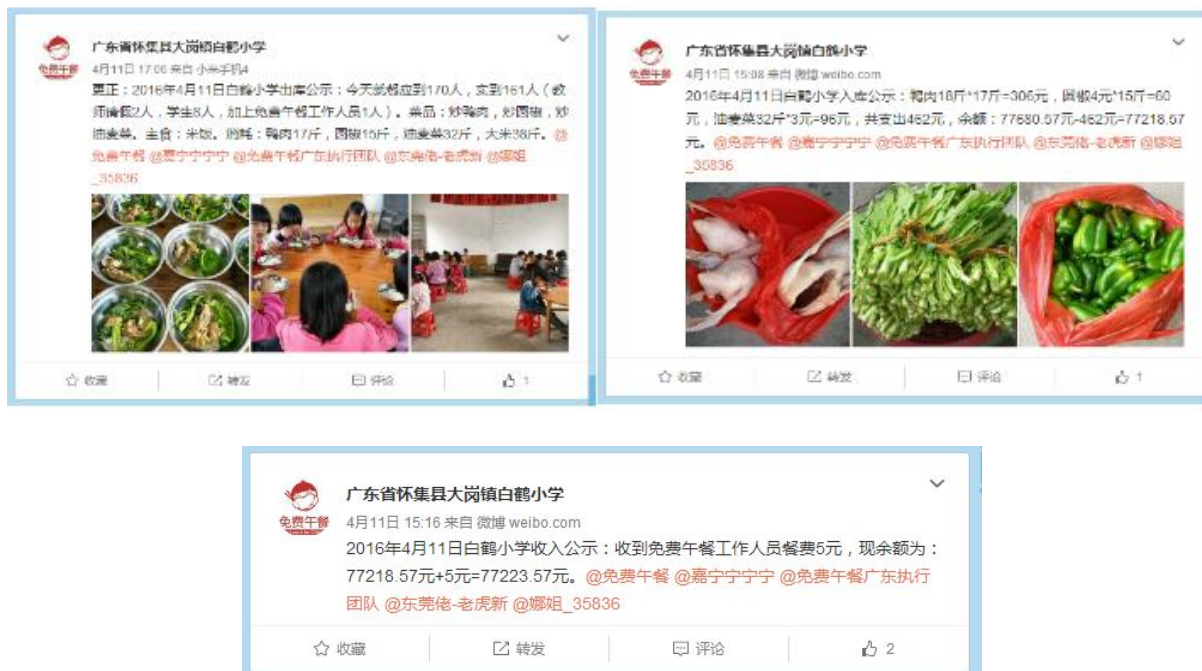 广东省怀集县大岗镇白鹤小学
免费午餐
4月11日 17:06 来自 小米手机4
更正：2016年4月11日白鹤小学出库公示：今天就餐应到170人，实到161人（教
师请假2人，学生8人，加上免费午餐工作人员1人）。菜品：炒鸭肉，炒圆椒，炒
油麦菜。主食：米饭。消耗：鸭肉17斤，圆椒15斤，油麦菜32斤，大米38斤。@
免费午餐 @嘉宁宁宁宁 @免费午餐广东执行团队 @东莞佬-老虎新 @娜姐
_35836
收藏 转发 评论 1
广东省怀集县大岗镇白鹤小学
免费午餐
4月11日 15:08 来自 微博 weibo.com
2016年4月11日白鹤小学入库公示：鸭肉18斤*17斤=306元，圆椒4元*15斤=60
元，油麦菜32斤*3元=96元，共支出462元，余额：77680.57元-462元=77218.57
元。@免费午餐 @嘉宁宁宁宁 @免费午餐广东执行团队 @东莞佬-老虎新 @娜姐
_35836
收藏 转发 评论 1
广东省怀集县大岗镇白鹤小学
免费午餐
4月11日 15:16 来自 微博 weibo.com
2016年4月11日白鹤小学收入公示：收到免费午餐工作人员餐费5元，现余额为：
77218.57元+5元=77223.57元。@免费午餐 @嘉宁宁宁宁 @免费午餐广东执行
团队 @东莞佬-老虎新 @娜姐_35836
收藏 转发 评论 2